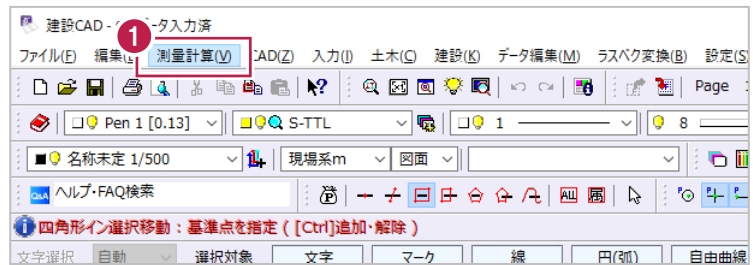 建設CAD - データ入力済
1
ファイル(F) 編集( 測量計算(V) CAD(Z) 入力(I) 土木(C) 建設(K) データ編集(M) ラスベク変換(B) 設定(S
Page
Pen 1 [0.13] S-TTL 1 8
名称未定 1/500 現場系m 図面
Q&A ヘルプ・FAQ検索 ALL 図
四角形イン選択移動 : 基準点を指定 ( [Ctrl]追加・解除 )
文字選択 自動 選択対象 文字 マーク 線 円(弧) 自由曲線